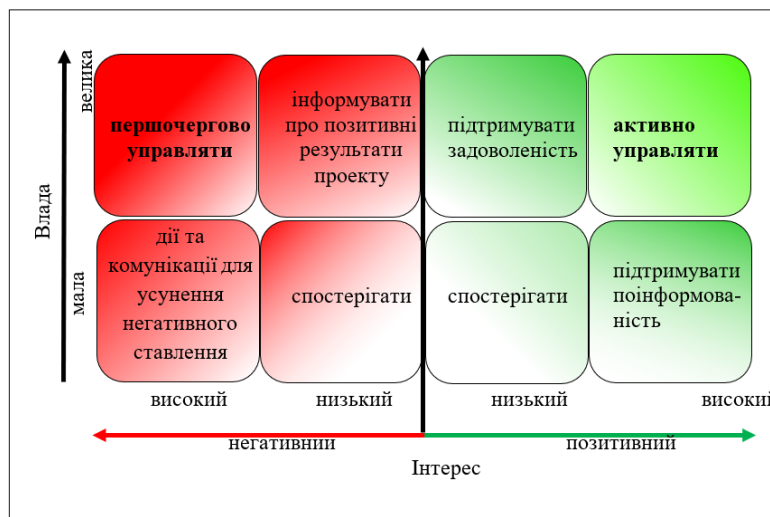 велика
першочергово
управляти
інформувати
про позитивні
результати
проекту
підтримувати
задоволеність
активно
управляти
Влада
мала
дії та
комунікації для
усунення
негативного
ставлення
спостерігати
спостерігати
підтримувати
поінформова-
ність
високий
низький
низький
високий
негативний
позитивний
Інтерес